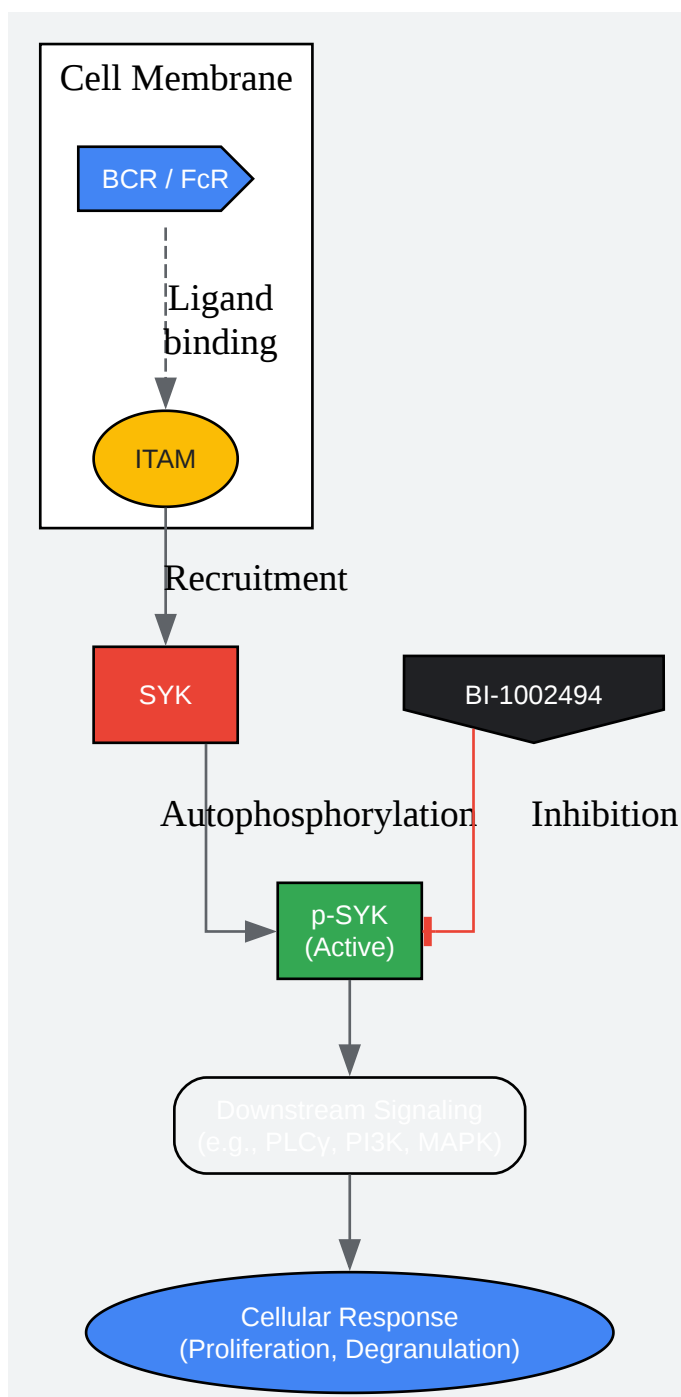 Cell Membrane
BCR / FcR
Ligand
binding
ITAM
Recruitment
SYK
BI-1002494
Autophosphorylation
Inhibition
p-SYK
(Active)
Downstream Signaling
(e.g., PLCγ, PI3K, MAPK)
Cellular Response
(Proliferation, Degranulation)